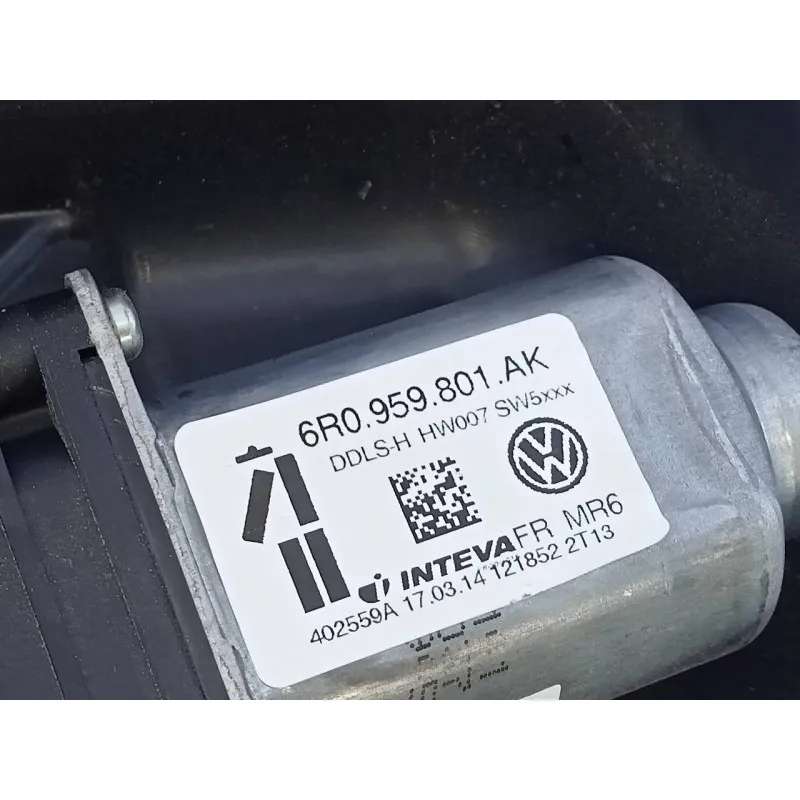 6R0.959.801.AK
DDLS-H HW007 SW5xxx
INTEVA FR MR6
402559A 17.03.14 121852 2T13